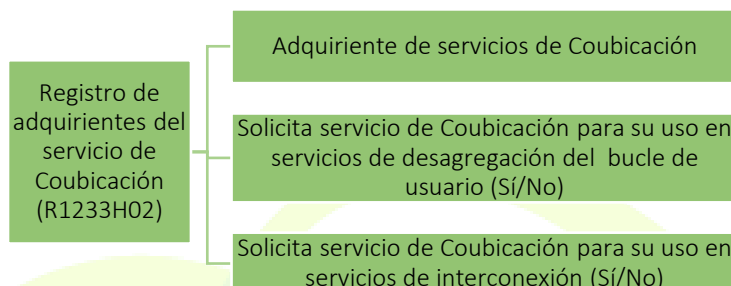 Registro de
adquirientes del
servicio de
Coubicación
(R1233H02)
Adquiriente de servicios de Coubicación
Solicita servicio de Coubicación para su uso en
servicios de desagregación del bucle de
usuario (Sí/No)
Solicita servicio de Coubicación para su uso en
servicios de interconexión (Sí/No)